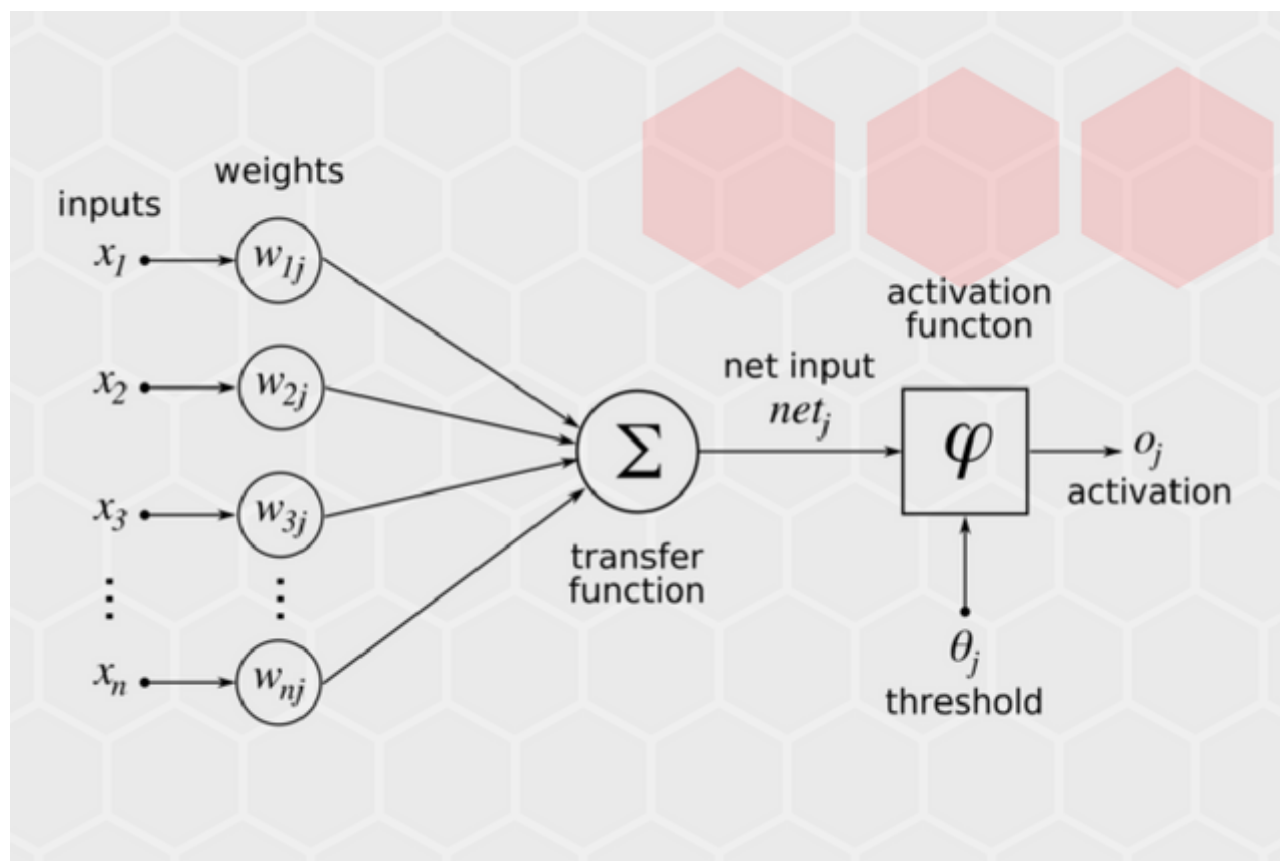 weights
inputs
x1
w1j
x2
w2j
x3
w3j
⋮ ⋮
xn
wnj
Σ
transfer
function
net input
netj
activation
functon
φ
oj
activation
θj
threshold